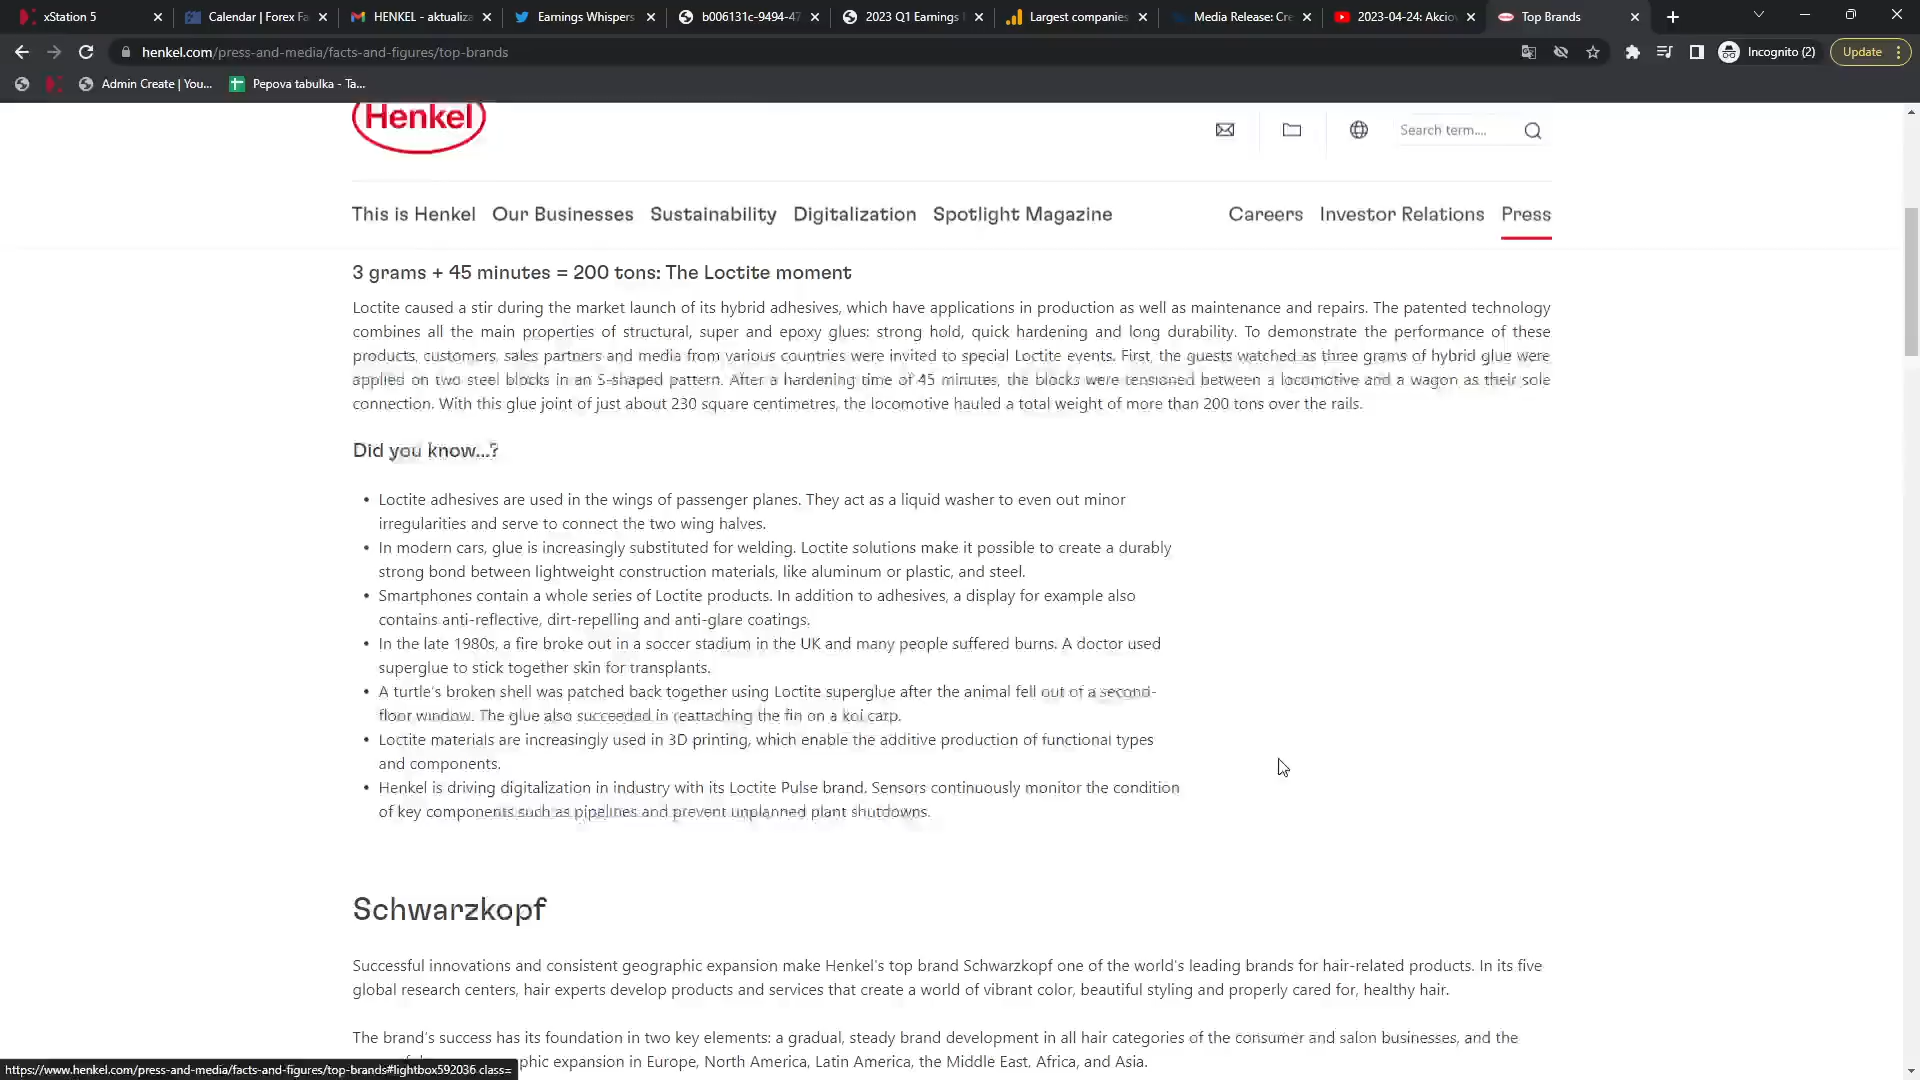 xStation 5
Calendar | Forex Fa
HENKEL - aktualiza
Earnings Whispers
b006131c-9494-47
2023 Q1 Earnings
Largest companies
Media Release: Cre
2023-04-24: Akcio
Top Brands
henkel.com/press-and-media/facts-and-figures/top-brands
Incognito (2)
Update
Admin Create | You...
Pepova tabulka - Ta...
Henkel
Search term....
This is Henkel
Our Businesses
Sustainability
Digitalization
Spotlight Magazine
Careers
Investor Relations
Press
3 grams + 45 minutes = 200 tons: The Loctite moment
Loctite caused a stir during the market launch of its hybrid adhesives, which have applications in production as well as maintenance and repairs. The patented technology
combines all the main properties of structural, super and epoxy glues: strong hold, quick hardening and long durability. To demonstrate the performance of these
products, customers, sales partners and media from various countries were invited to special Loctite events. First, the guests watched as three grams of hybrid glue were
applied on two steel blocks in an S-shaped pattern. After a hardening time of 45 minutes, the blocks were tensioned between a locomotive and a wagon as their sole
connection. With this glue joint of just about 230 square centimetres, the locomotive hauled a total weight of more than 200 tons over the rails.
Did you know...?
• Loctite adhesives are used in the wings of passenger planes. They act as a liquid washer to even out minor
irregularities and serve to connect the two wing halves.
• In modern cars, glue is increasingly substituted for welding. Loctite solutions make it possible to create a durably
strong bond between lightweight construction materials, like aluminum or plastic, and steel.
• Smartphones contain a whole series of Loctite products. In addition to adhesives, a display for example also
contains anti-reflective, dirt-repelling and anti-glare coatings.
• In the late 1980s, a fire broke out in a soccer stadium in the UK and many people suffered burns. A doctor used
superglue to stick together skin for transplants.
• A turtle's broken shell was patched back together using Loctite superglue after the animal fell out of a second-
floor window. The glue also succeeded in reattaching the fin on a koi carp.
• Loctite materials are increasingly used in 3D printing, which enable the additive production of functional types
and components.
• Henkel is driving digitalization in industry with its Loctite Pulse brand. Sensors continuously monitor the condition
of key components such as pipelines and prevent unplanned plant shutdowns.
Schwarzkopf
Successful innovations and consistent geographic expansion make Henkel's top brand Schwarzkopf one of the world's leading brands for hair-related products. In its five
global research centers, hair experts develop products and services that create a world of vibrant color, beautiful styling and properly cared for, healthy hair.
The brand's success has its foundation in two key elements: a gradual, steady brand development in all hair categories of the consumer and salon businesses, and the
phic expansion in Europe, North America, Latin America, the Middle East, Africa, and Asia.
https://www.henkel.com/press-and-media/facts-and-figures/top-brands#lightbox592036 class=